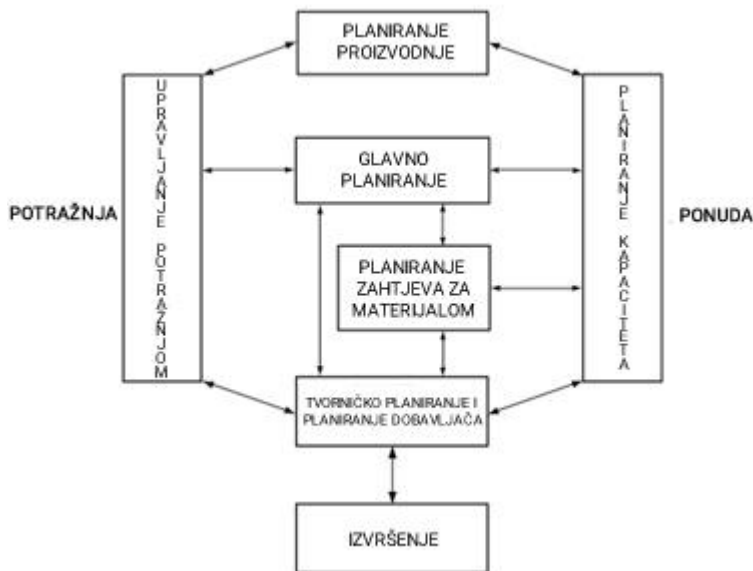 PLANIRANJE
PROIZVODNJE
UPRAVLJANJE POTRAŽNJOM
PLANIRANJE KAPACITETA
GLAVNO
PLANIRANJE
POTRAŽNJA
PONUDA
PLANIRANJE
ZAHTJEVA ZA
MATERIJALOM
TVORNIČKO PLANIRANJE I
PLANIRANJE DOBAVLJAČA
IZVRŠENJE